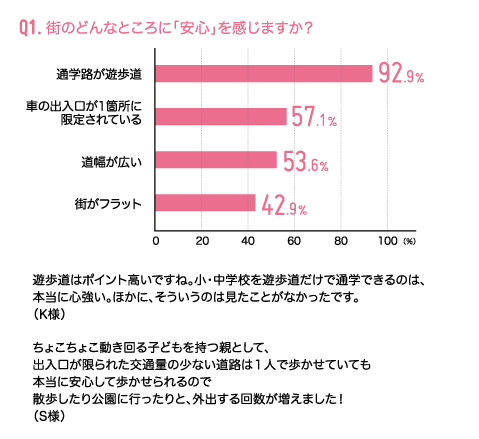 Q1. 街のどんなところに「安心」を感じますか？
通学路が遊歩道
92.9%
車の出入口が1箇所に
限定されている
57.1%
道幅が広い
53.6%
街がフラット
42.9%
0 20 40 60 80 100 (%)
遊歩道はポイント高いですね。小・中学校を遊歩道だけで通学できるのは、
本当に心強い。ほかに、そういうのは見たことがなかったです。
（K様）
ちょこちょこ動き回る子どもを持つ親として、
出入口が限られた交通量の少ない道路は１人で歩かせていても
本当に安心して歩かせられるので
散歩したり公園に行ったりと、外出する回数が増えました！
（S様）